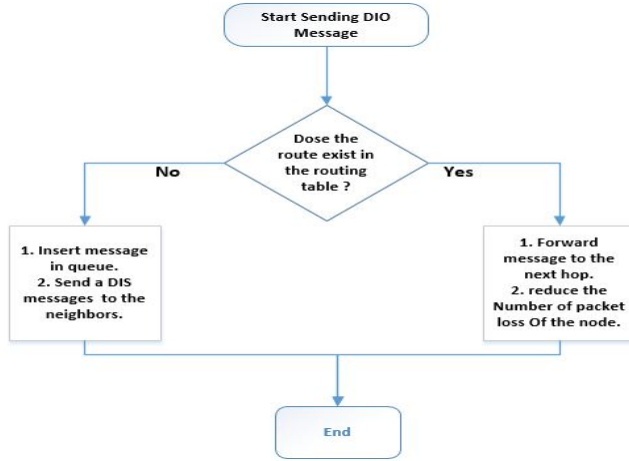 Start Sending DIO
Message
Dose the
route exist in
the routing
table ?
No
Yes
1. Insert message
in queue.
2. Send a DIS
messages to the
neighbors.
1. Forward
message to the
next hop.
2. reduce the
Number of packet
loss Of the node.
End